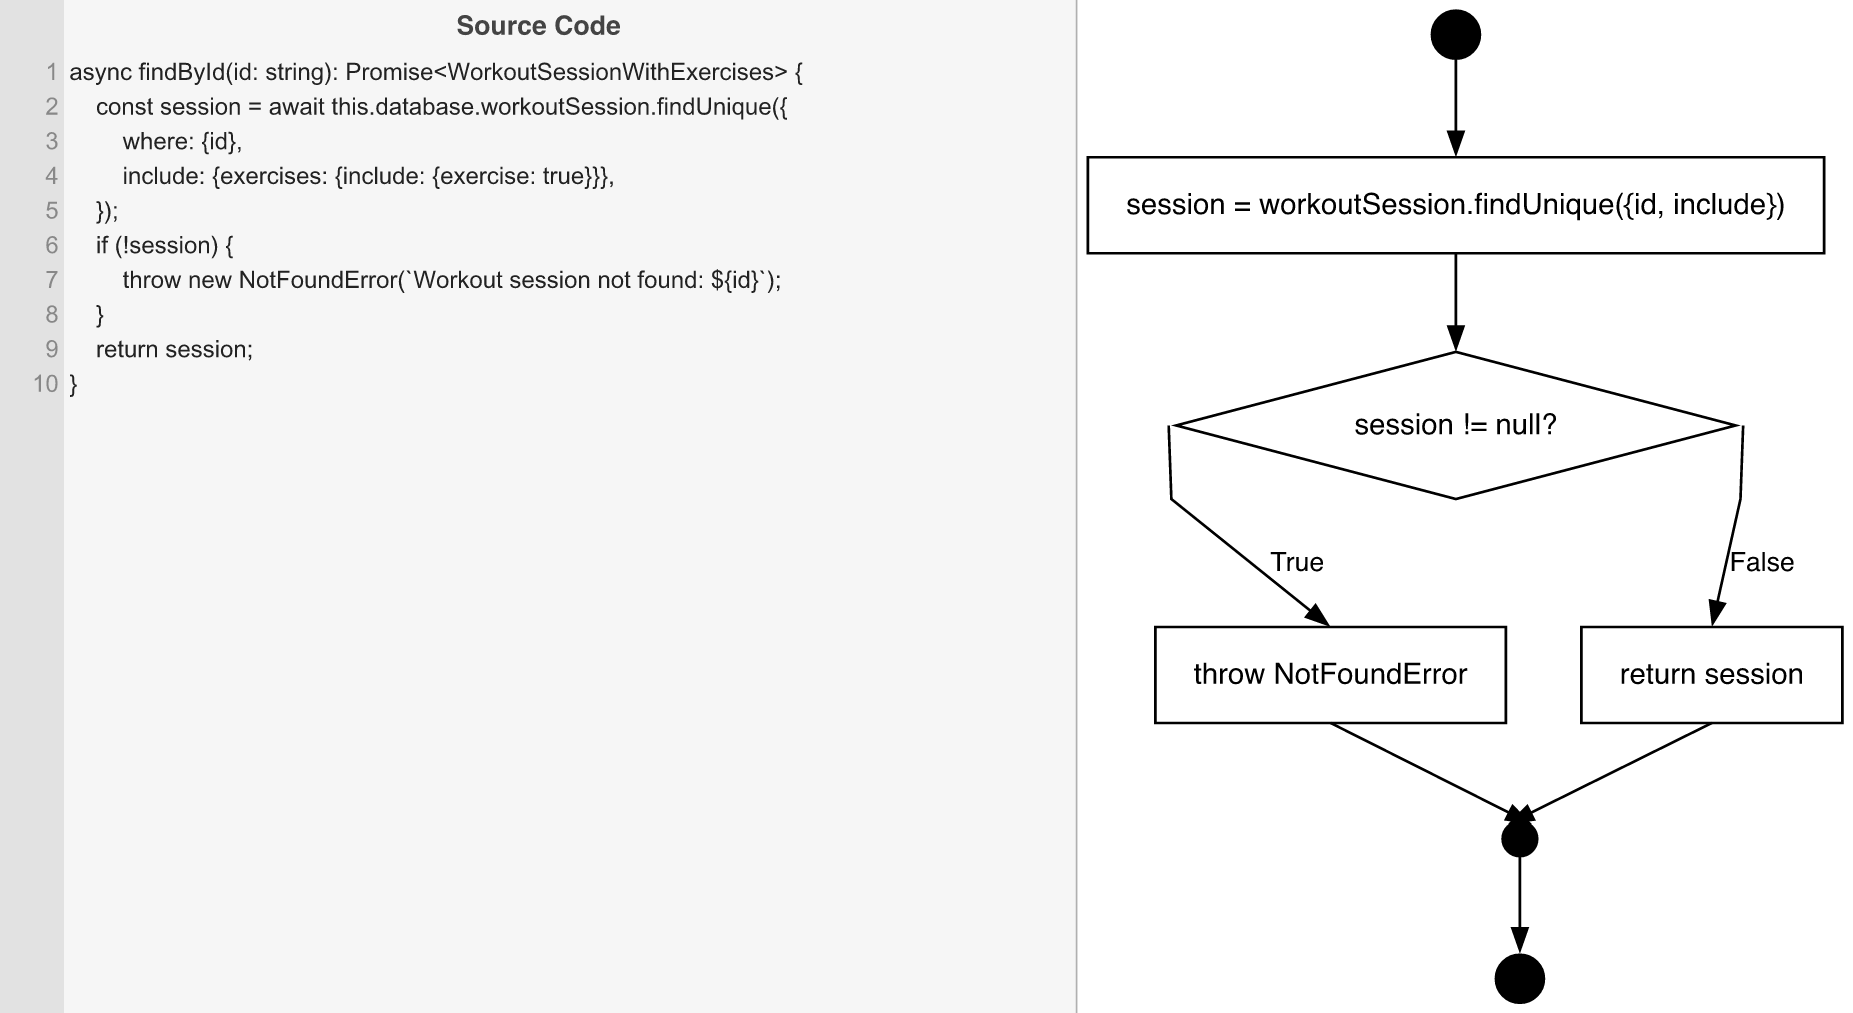 Source Code
1 async findById(id: string): Promise<WorkoutSessionWithExercises> {
2 const session = await this.database.workoutSession.findUnique({
3 where: {id},
4 include: {exercises: {include: {exercise: true}}},
5 });
6 if (!session) {
7 throw new NotFoundError(`Workout session not found: ${id}`);
8 }
9 return session;
10 }
session = workoutSession.findUnique({id, include})
session != null?
True
False
throw NotFoundError
return session